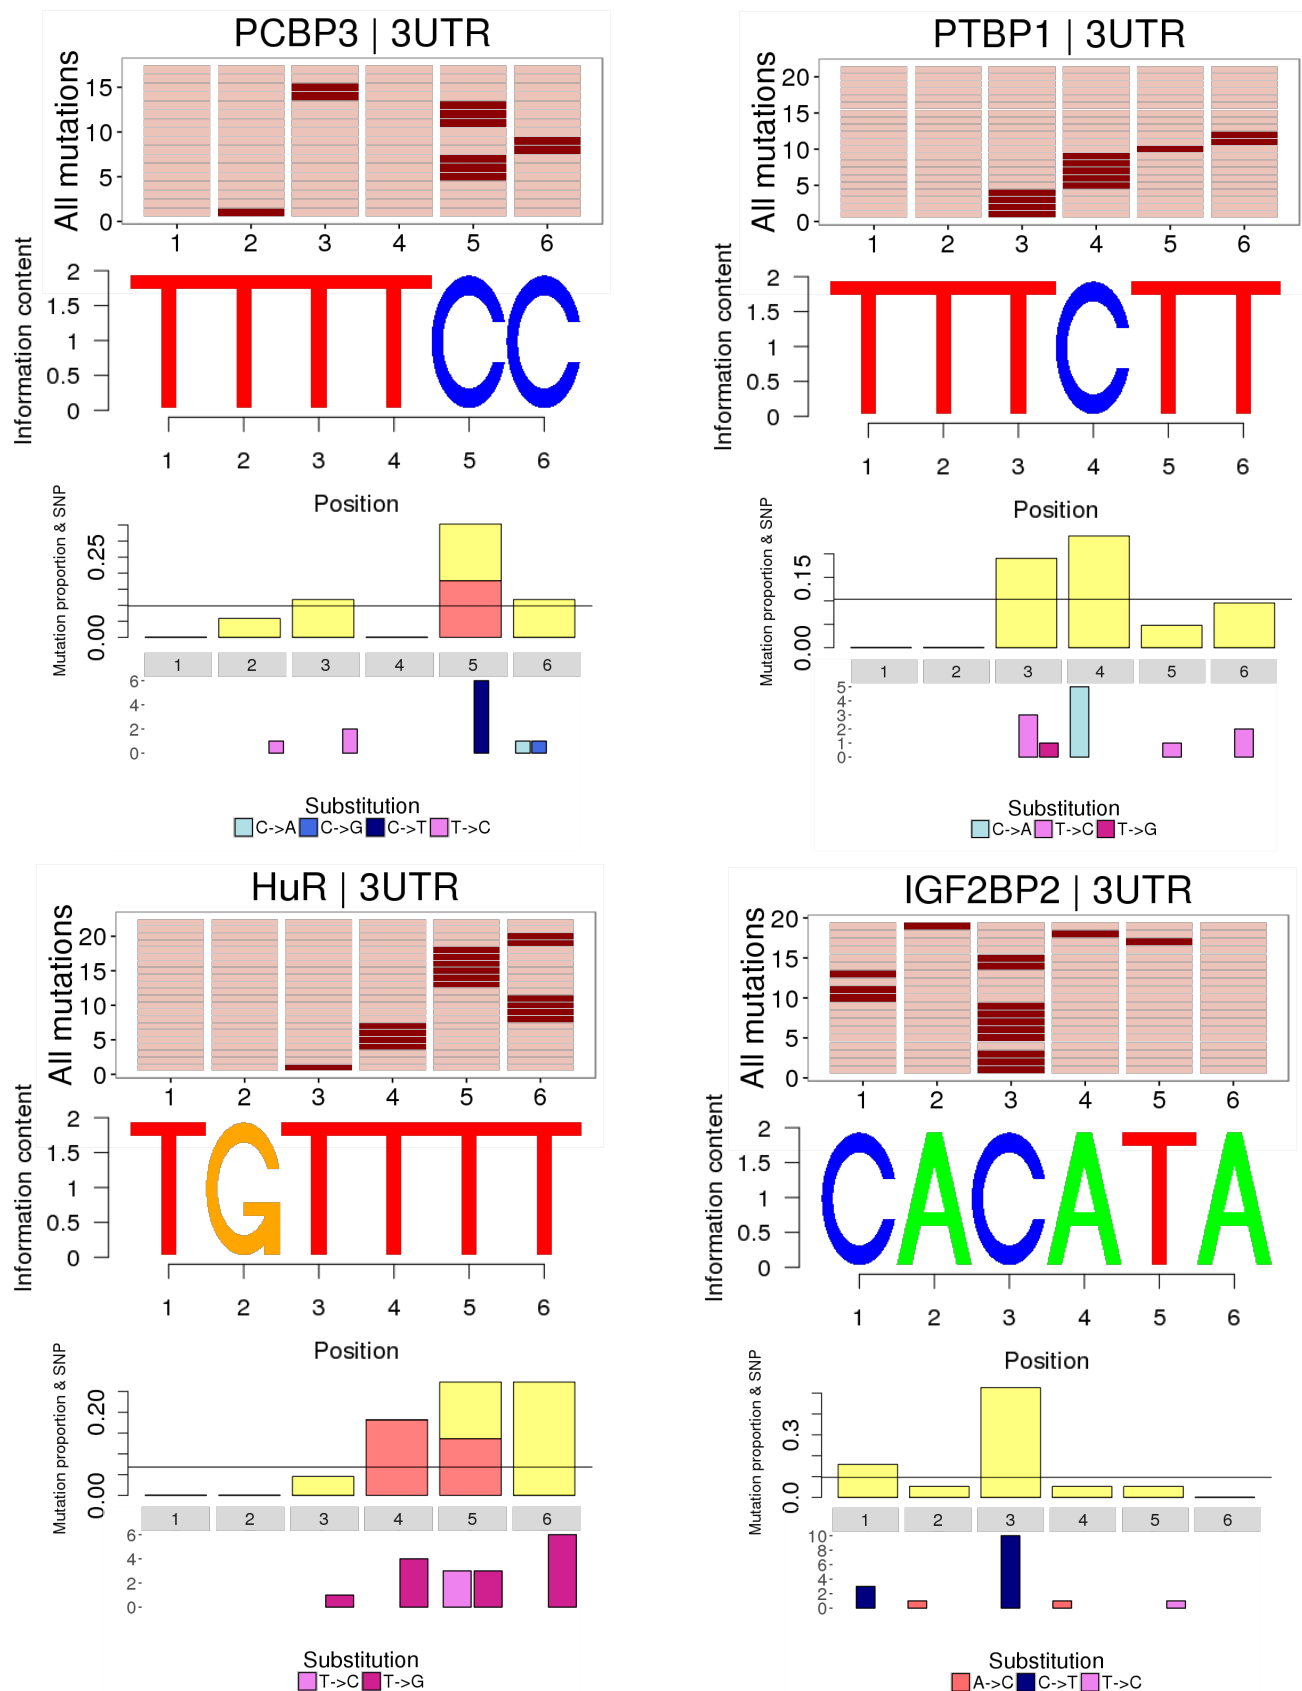 PCBP3 | 3UTR
All mutations
15
10
5
0
1 2 3 4 5 6
Information content
2
1.5
1
0.5
0
TTTTCC
1 2 3 4 5 6
Position
Mutation proportion & SNP
0.25
0.00
1 2 3 4 5 6
6
4
2
0
Substitution
C->A C->G C->T T->C
PTBP1 | 3UTR
All mutations
20
15
10
5
0
1 2 3 4 5 6
Information content
2
1.5
1
0.5
0
TTTCTT
1 2 3 4 5 6
Position
Mutation proportion & SNP
0.15
0.00
1 2 3 4 5 6
5
4
3
2
1
0
Substitution
C->A T->C T->G
HuR | 3UTR
All mutations
20
15
10
5
0
1 2 3 4 5 6
Information content
2
1.5
1
0.5
0
TGTTTT
1 2 3 4 5 6
Position
Mutation proportion & SNP
0.20
0.00
1 2 3 4 5 6
6
4
2
0
Substitution
T->C T->G
IGF2BP2 | 3UTR
All mutations
20
15
10
5
0
1 2 3 4 5 6
Information content
2
1.5
1
0.5
0
CACATA
1 2 3 4 5 6
Position
Mutation proportion & SNP
0.3
0.0
1 2 3 4 5 6
10
8
6
4
2
0
Substitution
A->C C->T T->C